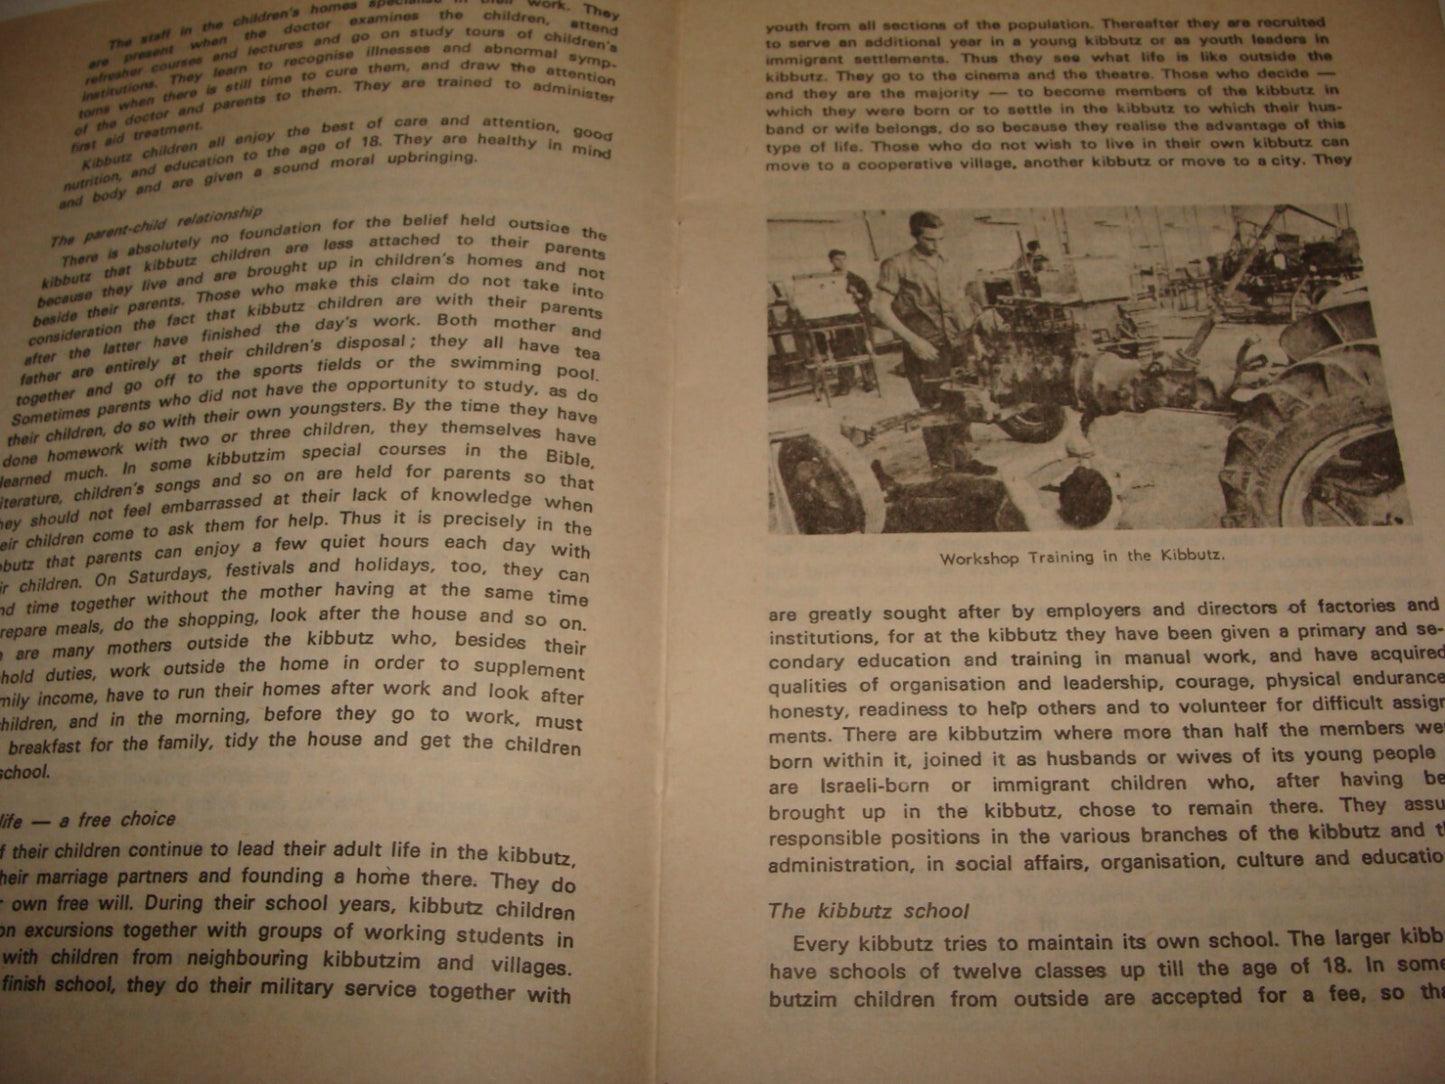 The staff in the children's homes specialise in their work. They
are present when the doctor examines the children, attend
refresher courses and lectures and go on study tours of children's
institutions. They learn to recognise illnesses and abnormal symp-
toms when there is still time to cure them, and draw the attention
of the doctor and parents to them. They are trained to administer
first aid treatment.
Kibbutz children all enjoy the best of care and attention, good
nutrition, and education to the age of 18. They are healthy in mind
and body and are given a sound moral upbringing.
The parent-child relationship
There is absolutely no foundation for the belief held outside the
kibbutz that kibbutz children are less attached to their parents
because they live and are brought up in children's homes and not
beside their parents. Those who make this claim do not take into
consideration the fact that kibbutz children are with their parents
after the latter have finished the day's work. Both mother and
father are entirely at their children's disposal; they all have tea
together and go off to the sports fields or the swimming pool.
Sometimes parents who did not have the opportunity to study, as do
their children, do so with their own youngsters. By the time they have
done homework with two or three children, they themselves have
learned much. In some kibbutzim special courses in the Bible,
iterature, children's songs and so on are held for parents so that
hey should not feel embarrassed at their lack of knowledge when
eir children come to ask them for help. Thus it is precisely in the
bbutz that parents can enjoy a few quiet hours each day with
ir children. On Saturdays, festivals and holidays, too, they can
nd time together without the mother having at the same time
repare meals, do the shopping, look after the house and so on.
are many mothers outside the kibbutz who, besides their
hold duties, work outside the home in order to supplement
mily income, have to run their homes after work and look after
children, and in the morning, before they go to work, must
breakfast for the family, tidy the house and get the children
school.
life — a free choice
f their children continue to lead their adult life in the kibbutz,
heir marriage partners and founding a home there. They do
r own free will. During their school years, kibbutz children
on excursions together with groups of working students in
with children from neighbouring kibbutzim and villages.
finish school, they do their military service together with
youth from all sections of the population. Thereafter they are recruited
to serve an additional year in a young kibbutz or as youth leaders in
immigrant settlements. Thus they see what life is like outside the
kibbutz. They go to the cinema and the theatre. Those who decide —
and they are the majority — to become members of the kibbutz in
which they were born or to settle in the kibbutz to which their hus-
band or wife belongs, do so because they realise the advantage of this
type of life. Those who do not wish to live in their own kibbutz can
move to a cooperative village, another kibbutz or move to a city. They
Workshop Training in the Kibbutz.
are greatly sought after by employers and directors of factories and
institutions, for at the kibbutz they have been given a primary and se-
condary education and training in manual work, and have acquired
qualities of organisation and leadership, courage, physical endurance
honesty, readiness to help others and to volunteer for difficult assign
ments. There are kibbutzim where more than half the members we
born within it, joined it as husbands or wives of its young people
are Israeli-born or immigrant children who, after having be
brought up in the kibbutz, chose to remain there. They assu
responsible positions in the various branches of the kibbutz and t
administration, in social affairs, organisation, culture and educatio
The kibbutz school
Every kibbutz tries to maintain its own school. The larger kibb
have schools of twelve classes up till the age of 18. In some
butzim children from outside are accepted for a fee, so tha